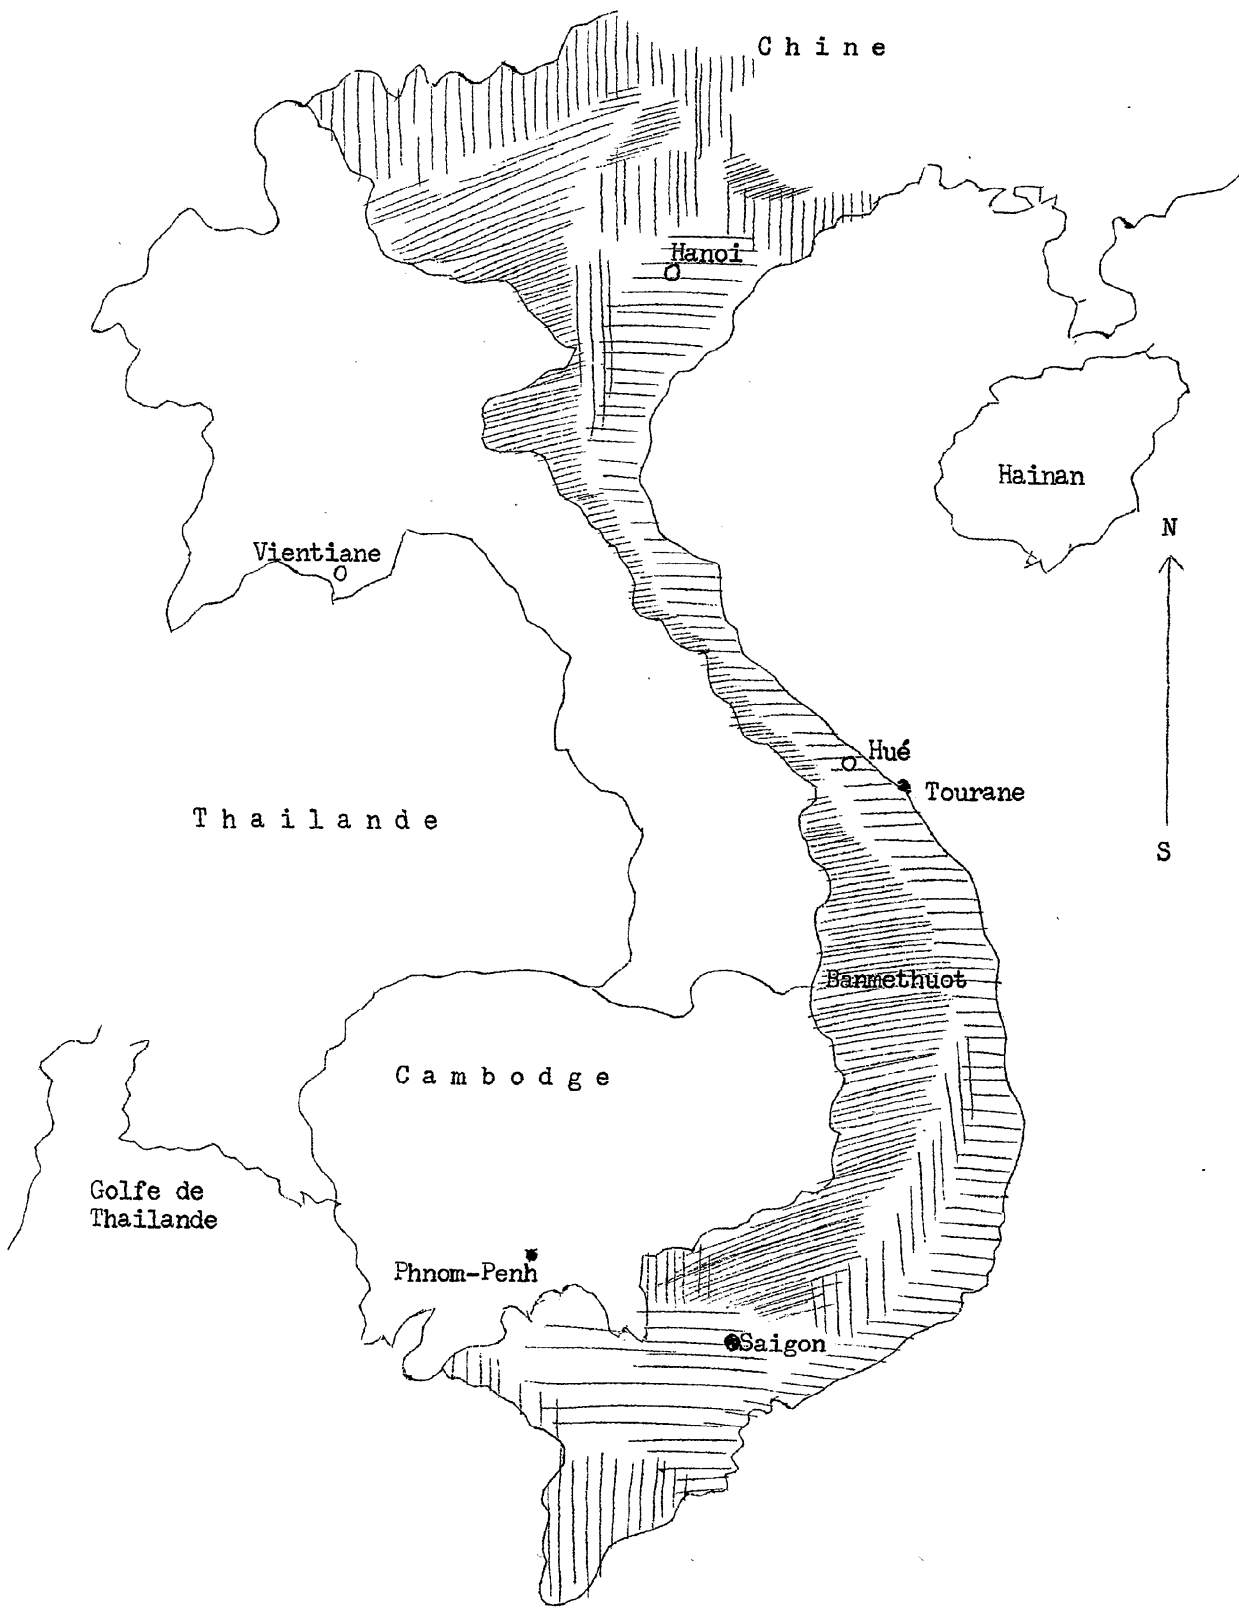 Chine
Hanoi
Hainan
N
Vientiane
Hué
Tourane
Thailande
S
Banmethuot
Cambodge
Golfe de
Thailande
Phnom-Penh
Saigon